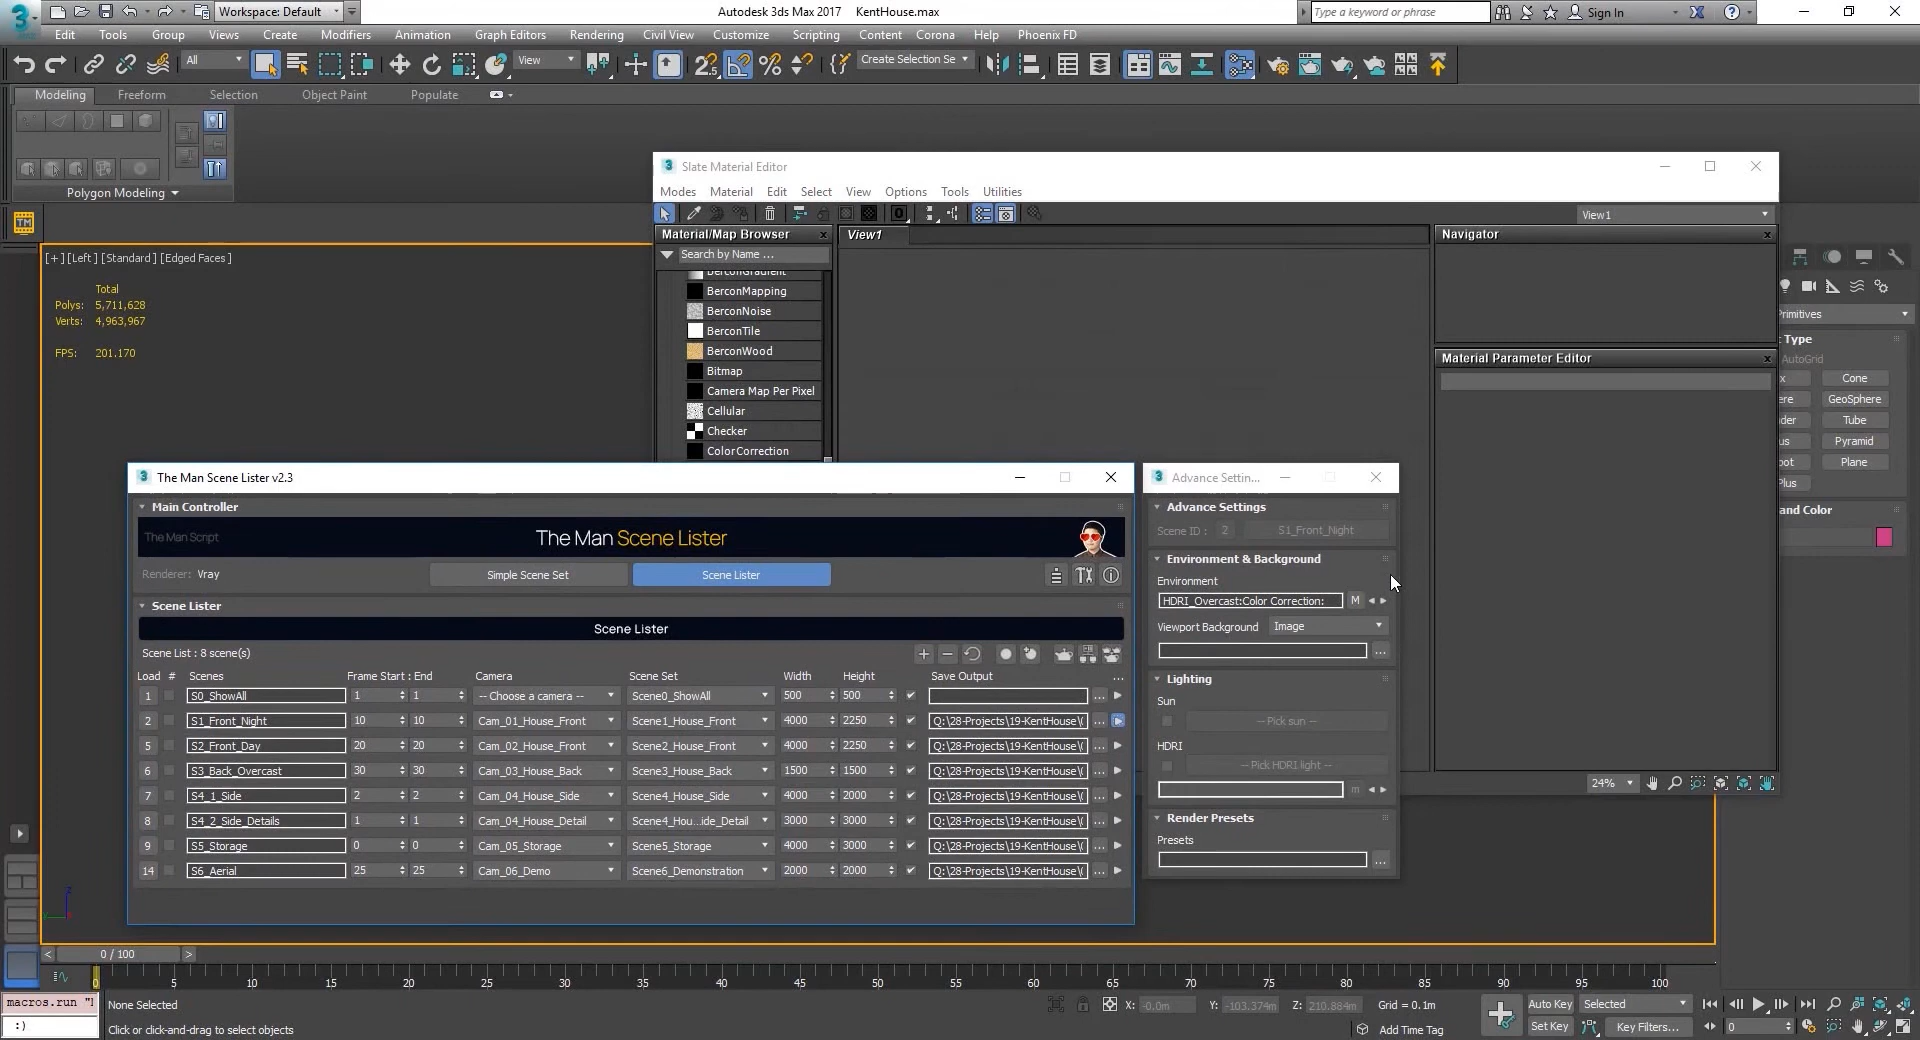 3 Workspace: Default Autodesk 3ds Max 2017 KentHouse.max Type a keyword or phrase Sign In
Edit Tools Group Views Create Modifiers Animation Graph Editors Rendering Civil View Customize Scripting Content Corona Help Phoenix FD
All View Create Selection Se
Modeling Freeform Selection Object Paint Populate
Polygon Modeling
TM
[+] [Left] [Standard] [Edged Faces]
Total
Polys: 5,711,628
Verts: 4,963,967
FPS: 201.170
3 Slate Material Editor
Modes Material Edit Select View Options Tools Utilities
View1
Material/Map Browser
Search by Name ...
BerconGradient
BerconMapping
BerconNoise
BerconTile
BerconWood
Bitmap
Camera Map Per Pixel
Cellular
Checker
ColorCorrection
View1
Navigator
Material Parameter Editor
24%
Primitives
Type
AutoGrid
Cone
GeoSphere
Tube
Pyramid
Plane
Plus
and Color
3 The Man Scene Lister v2.3
Main Controller
The Man Script The Man Scene Lister
Renderer: Vray Simple Scene Set Scene Lister
Scene Lister
Scene Lister
Scene List : 8 scene(s)
Load # Scenes Frame Start : End Camera Scene Set Width Height Save Output ...
1 S0_ShowAll 1 1 -- Choose a camera -- Scene0_ShowAll 500 500 ...
2 S1_Front_Night 10 10 Cam_01_House_Front Scene1_House_Front 4000 2250 Q:\28-Projects\19-KentHouse\( ...
5 S2_Front_Day 20 20 Cam_02_House_Front Scene2_House_Front 4000 2250 Q:\28-Projects\19-KentHouse\( ...
6 S3_Back_Overcast 30 30 Cam_03_House_Back Scene3_House_Back 1500 1500 Q:\28-Projects\19-KentHouse\( ...
7 S4_1_Side 2 2 Cam_04_House_Side Scene4_House_Side 4000 2000 Q:\28-Projects\19-KentHouse\( ...
8 S4_2_Side_Details 1 1 Cam_04_House_Detail Scene4_Hou...ide_Detail 3000 3000 Q:\28-Projects\19-KentHouse\( ...
9 S5_Storage 0 0 Cam_05_Storage Scene5_Storage 4000 3000 Q:\28-Projects\19-KentHouse\( ...
14 S6_Aerial 25 25 Cam_06_Demo Scene6_Demonstration 2000 2000 Q:\28-Projects\19-KentHouse\( ...
3 Advance Settin...
Advance Settings
Scene ID : 2 S1_Front_Night
Environment & Background
Environment
HDRI_Overcast:Color Correction: M
Viewport Background Image
...
Lighting
Sun
-- Pick sun --
HDRI
-- Pick HDRI light --
m
Render Presets
Presets
...
< 0 / 100 >
0 5 10 15 20 25 30 35 40 45 50 55 60 65 70 75 80 85 90 95 100
macros.run "I None Selected X: -0.0m Y: -103.374m Z: 210.884m Grid = 0.1m Auto Key Selected
:) Click or click-and-drag to select objects Add Time Tag Set Key Key Filters... 0